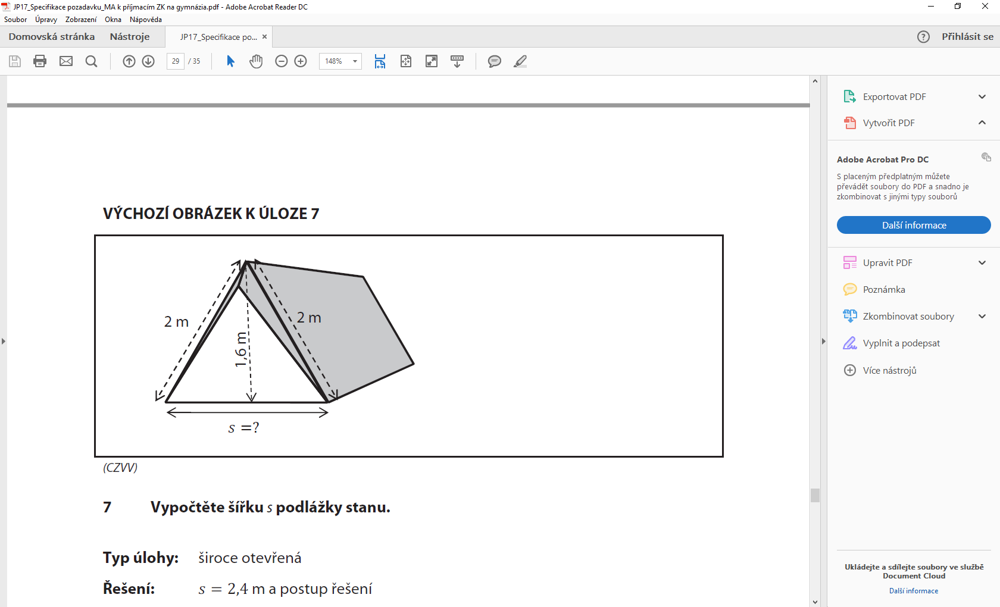 JP17_Specifikace pozadavku_MA k příjmacím ZK na gymnázia.pdf - Adobe Acrobat Reader DC
Soubor Úpravy Zobrazení Okna Nápověda
Domovská stránka Nástroje JP17_Specifikace po... × ? Přihlásit se
29 / 35 148%
VÝCHOZÍ OBRÁZEK K ÚLOZE 7
2 m
2 m
1,6 m
s =?
(CZVV)
7 Vypočtěte šířku s podlážky stanu.
Typ úlohy: široce otevřená
Řešení: s = 2,4 m a postup řešení
Exportovat PDF
Vytvořit PDF
Adobe Acrobat Pro DC
S placeným předplatným můžete
převádět soubory do PDF a snadno je
zkombinovat s jinými typy souborů
Další informace
Upravit PDF
Poznámka
Zkombinovat soubory
Vyplnit a podepsat
Více nástrojů
Ukládejte a sdílejte soubory ve službě
Document Cloud
Další informace